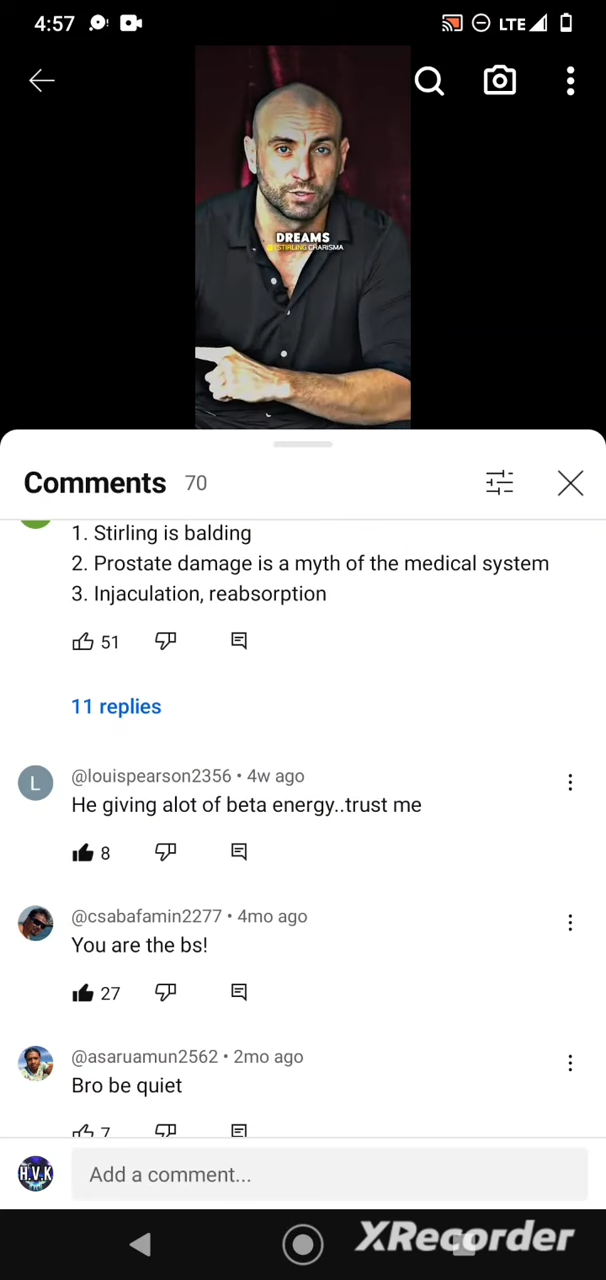 4:57
LTE
DREAMS
STIRLING CHARISMA
Comments 70
1. Stirling is balding
2. Prostate damage is a myth of the medical system
3. Injaculation, reabsorption
51
11 replies
L
@louispearson2356 • 4w ago
He giving alot of beta energy..trust me
8
@csabafamin2277 • 4mo ago
You are the bs!
27
@asaruamun2562 • 2mo ago
Bro be quiet
7
H.V.K
Add a comment...
XRecorder